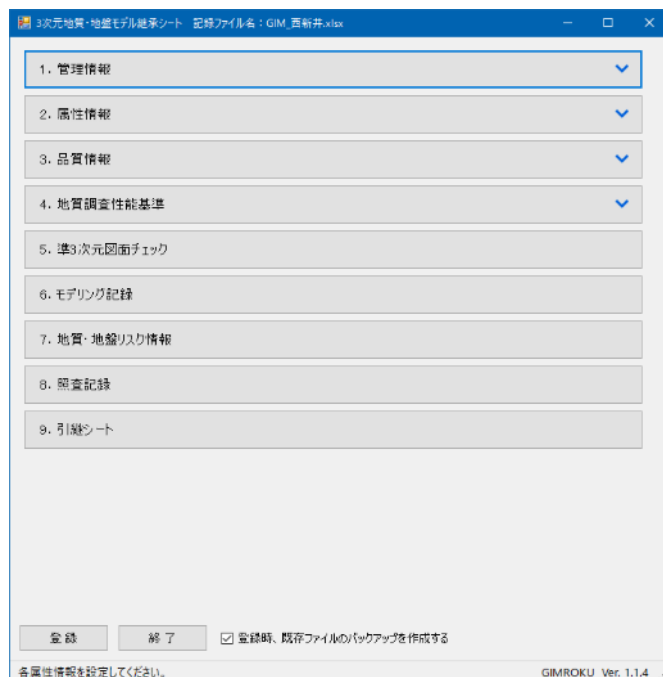 3次元地質・地盤モデル継承シート 記録ファイル名：GIM_西新井.xlsx
1. 管理情報
2. 属性情報
3. 品質情報
4. 地質調査性能基準
5. 準3次元図面チェック
6. モデリング記録
7. 地質・地盤リスク情報
8. 照査記録
9. 引継シート
登録 終了 登録時、既存ファイルのバックアップを作成する
各属性情報を設定してください。 GIMROKU Ver. 1.1.4